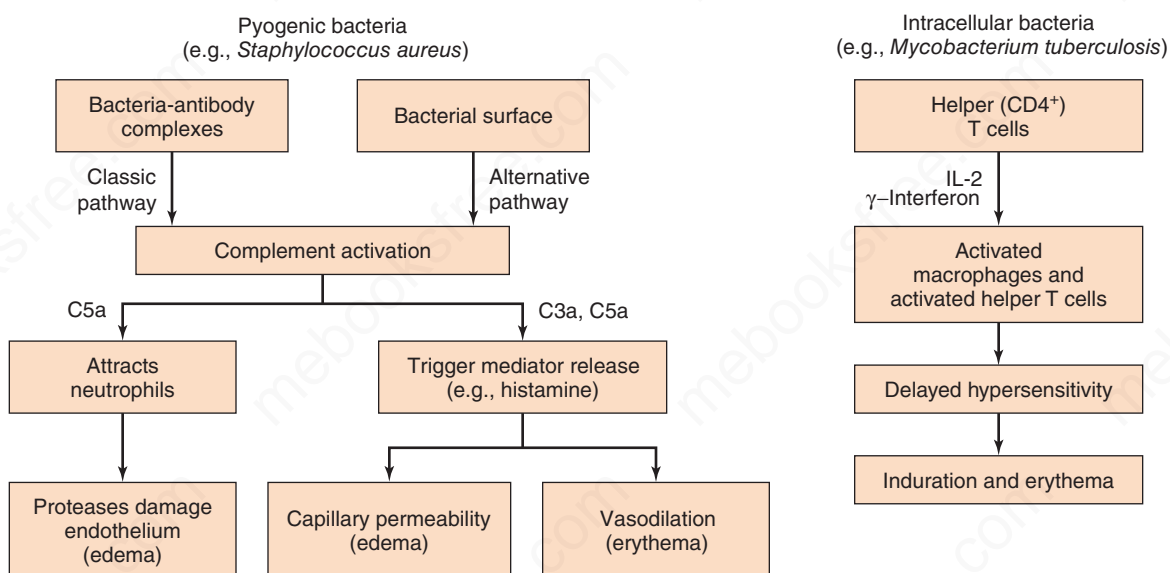 Pyogenic bacteria
(e.g., Staphylococcus aureus)
Bacteria-antibody
complexes
Bacterial surface
Classic
pathway
Alternative
pathway
Complement activation
C5a
C3a, C5a
Attracts
neutrophils
Trigger mediator release
(e.g., histamine)
Proteases damage
endothelium
(edema)
Capillary permeability
(edema)
Vasodilation
(erythema)
Intracellular bacteria
(e.g., Mycobacterium tuberculosis)
Helper (CD4⁺)
T cells
IL-2
γ–Interferon
Activated
macrophages and
activated helper T cells
Delayed hypersensitivity
Induration and erythema
mebooksfree.com